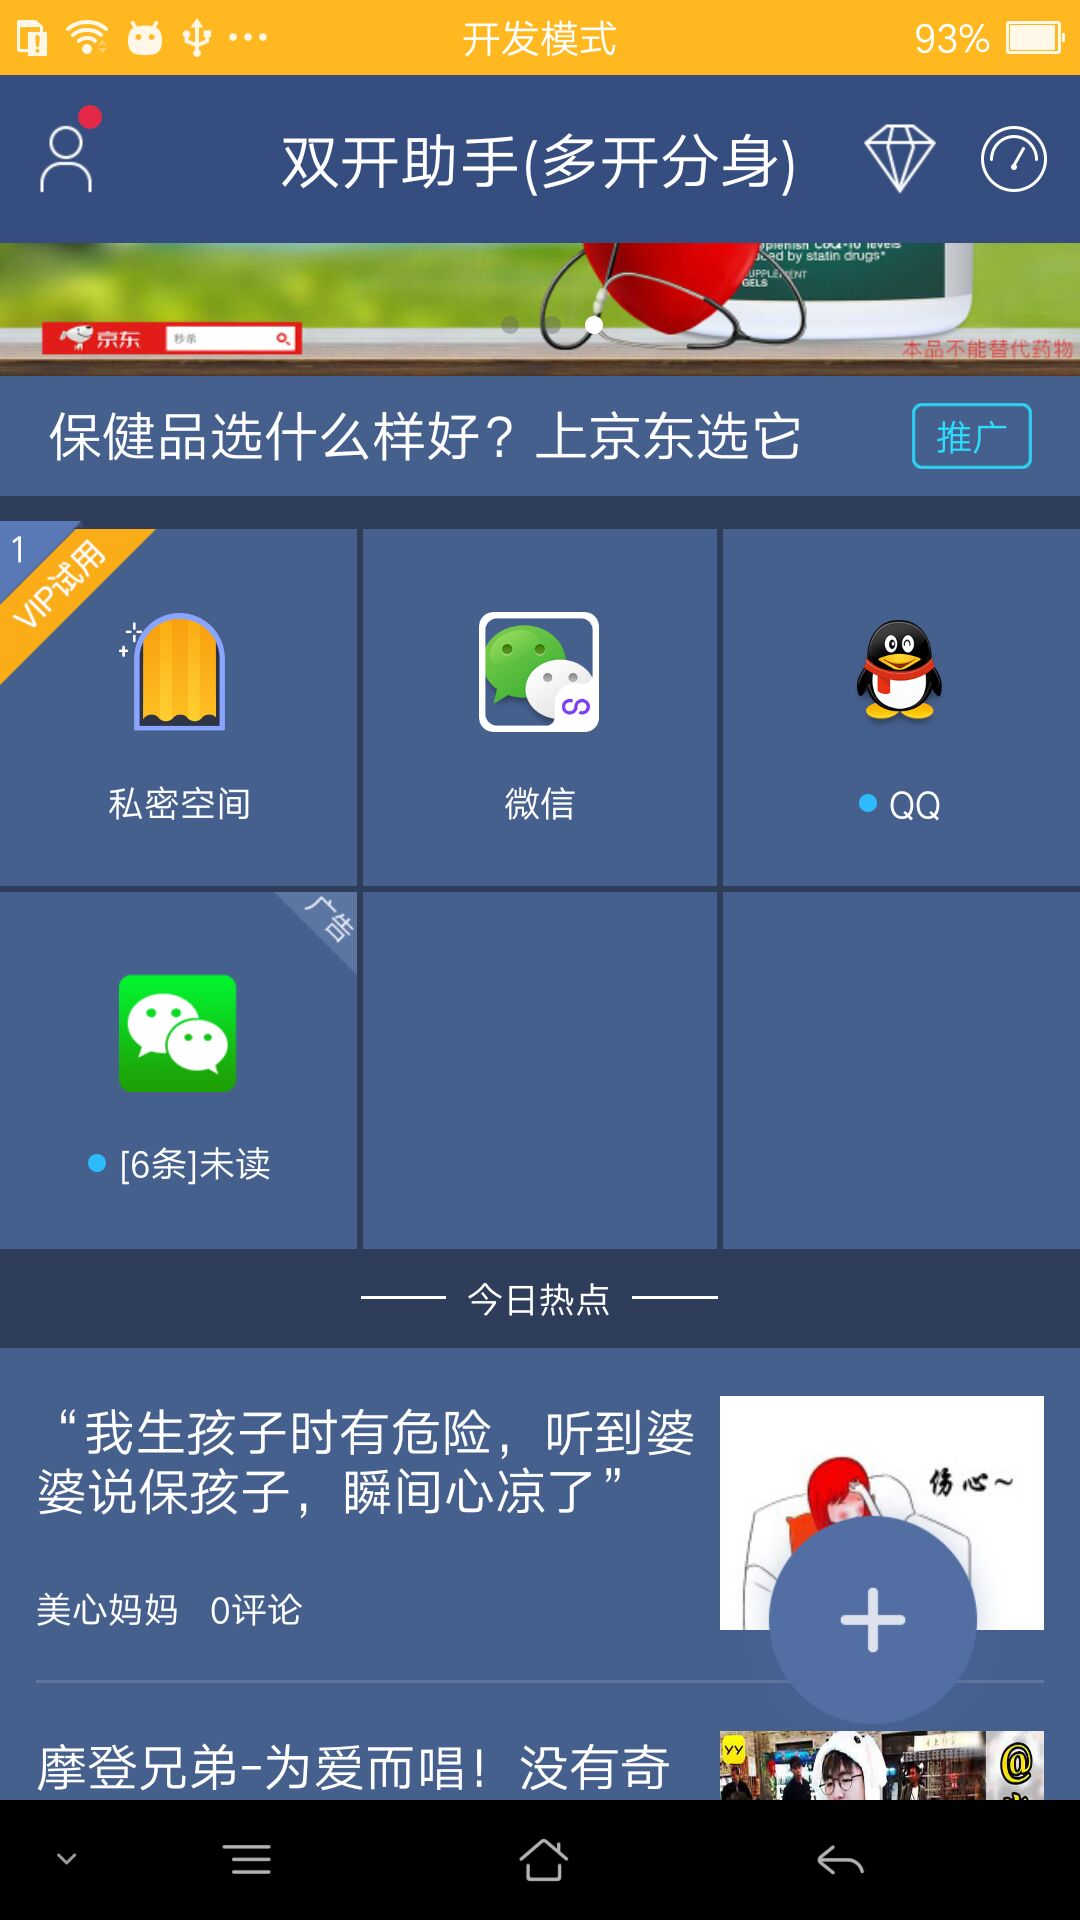 开发模式 93%
双开助手(多开分身)
replenish CoQ-10 levels
by statin drugs*
GELS
京东 秒杀
本品不能替代药物
保健品选什么样好？上京东选它 推广
1
VIP试用
私密空间 微信 QQ
广告
[6条]未读
今日热点
“我生孩子时有危险，听到婆
婆说保孩子，瞬间心凉了”
伤心~
美心妈妈 0评论
摩登兄弟-为爱而唱！没有奇
YY
@